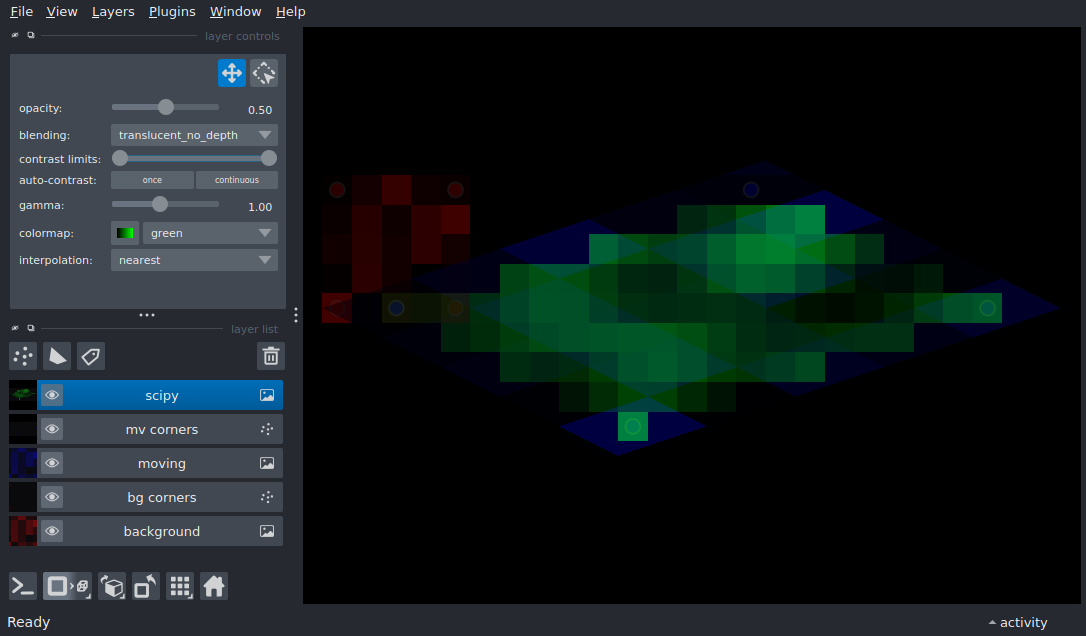 File View Layers Plugins Window Help
layer controls
opacity: 0.50
blending: translucent_no_depth
contrast limits:
auto-contrast: once continuous
gamma: 1.00
colormap: green
interpolation: nearest
layer list
scipy
mv corners
moving
bg corners
background
Ready activity